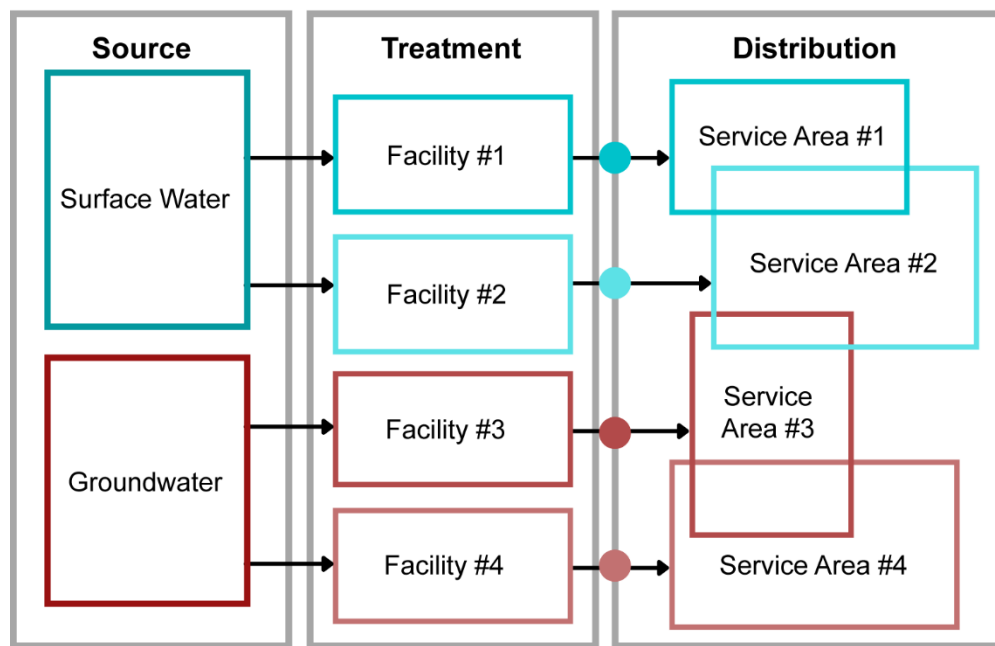 Source
Treatment
Distribution
Surface Water
Groundwater
Facility #1
Facility #2
Facility #3
Facility #4
Service Area #1
Service Area #2
Service
Area #3
Service Area #4